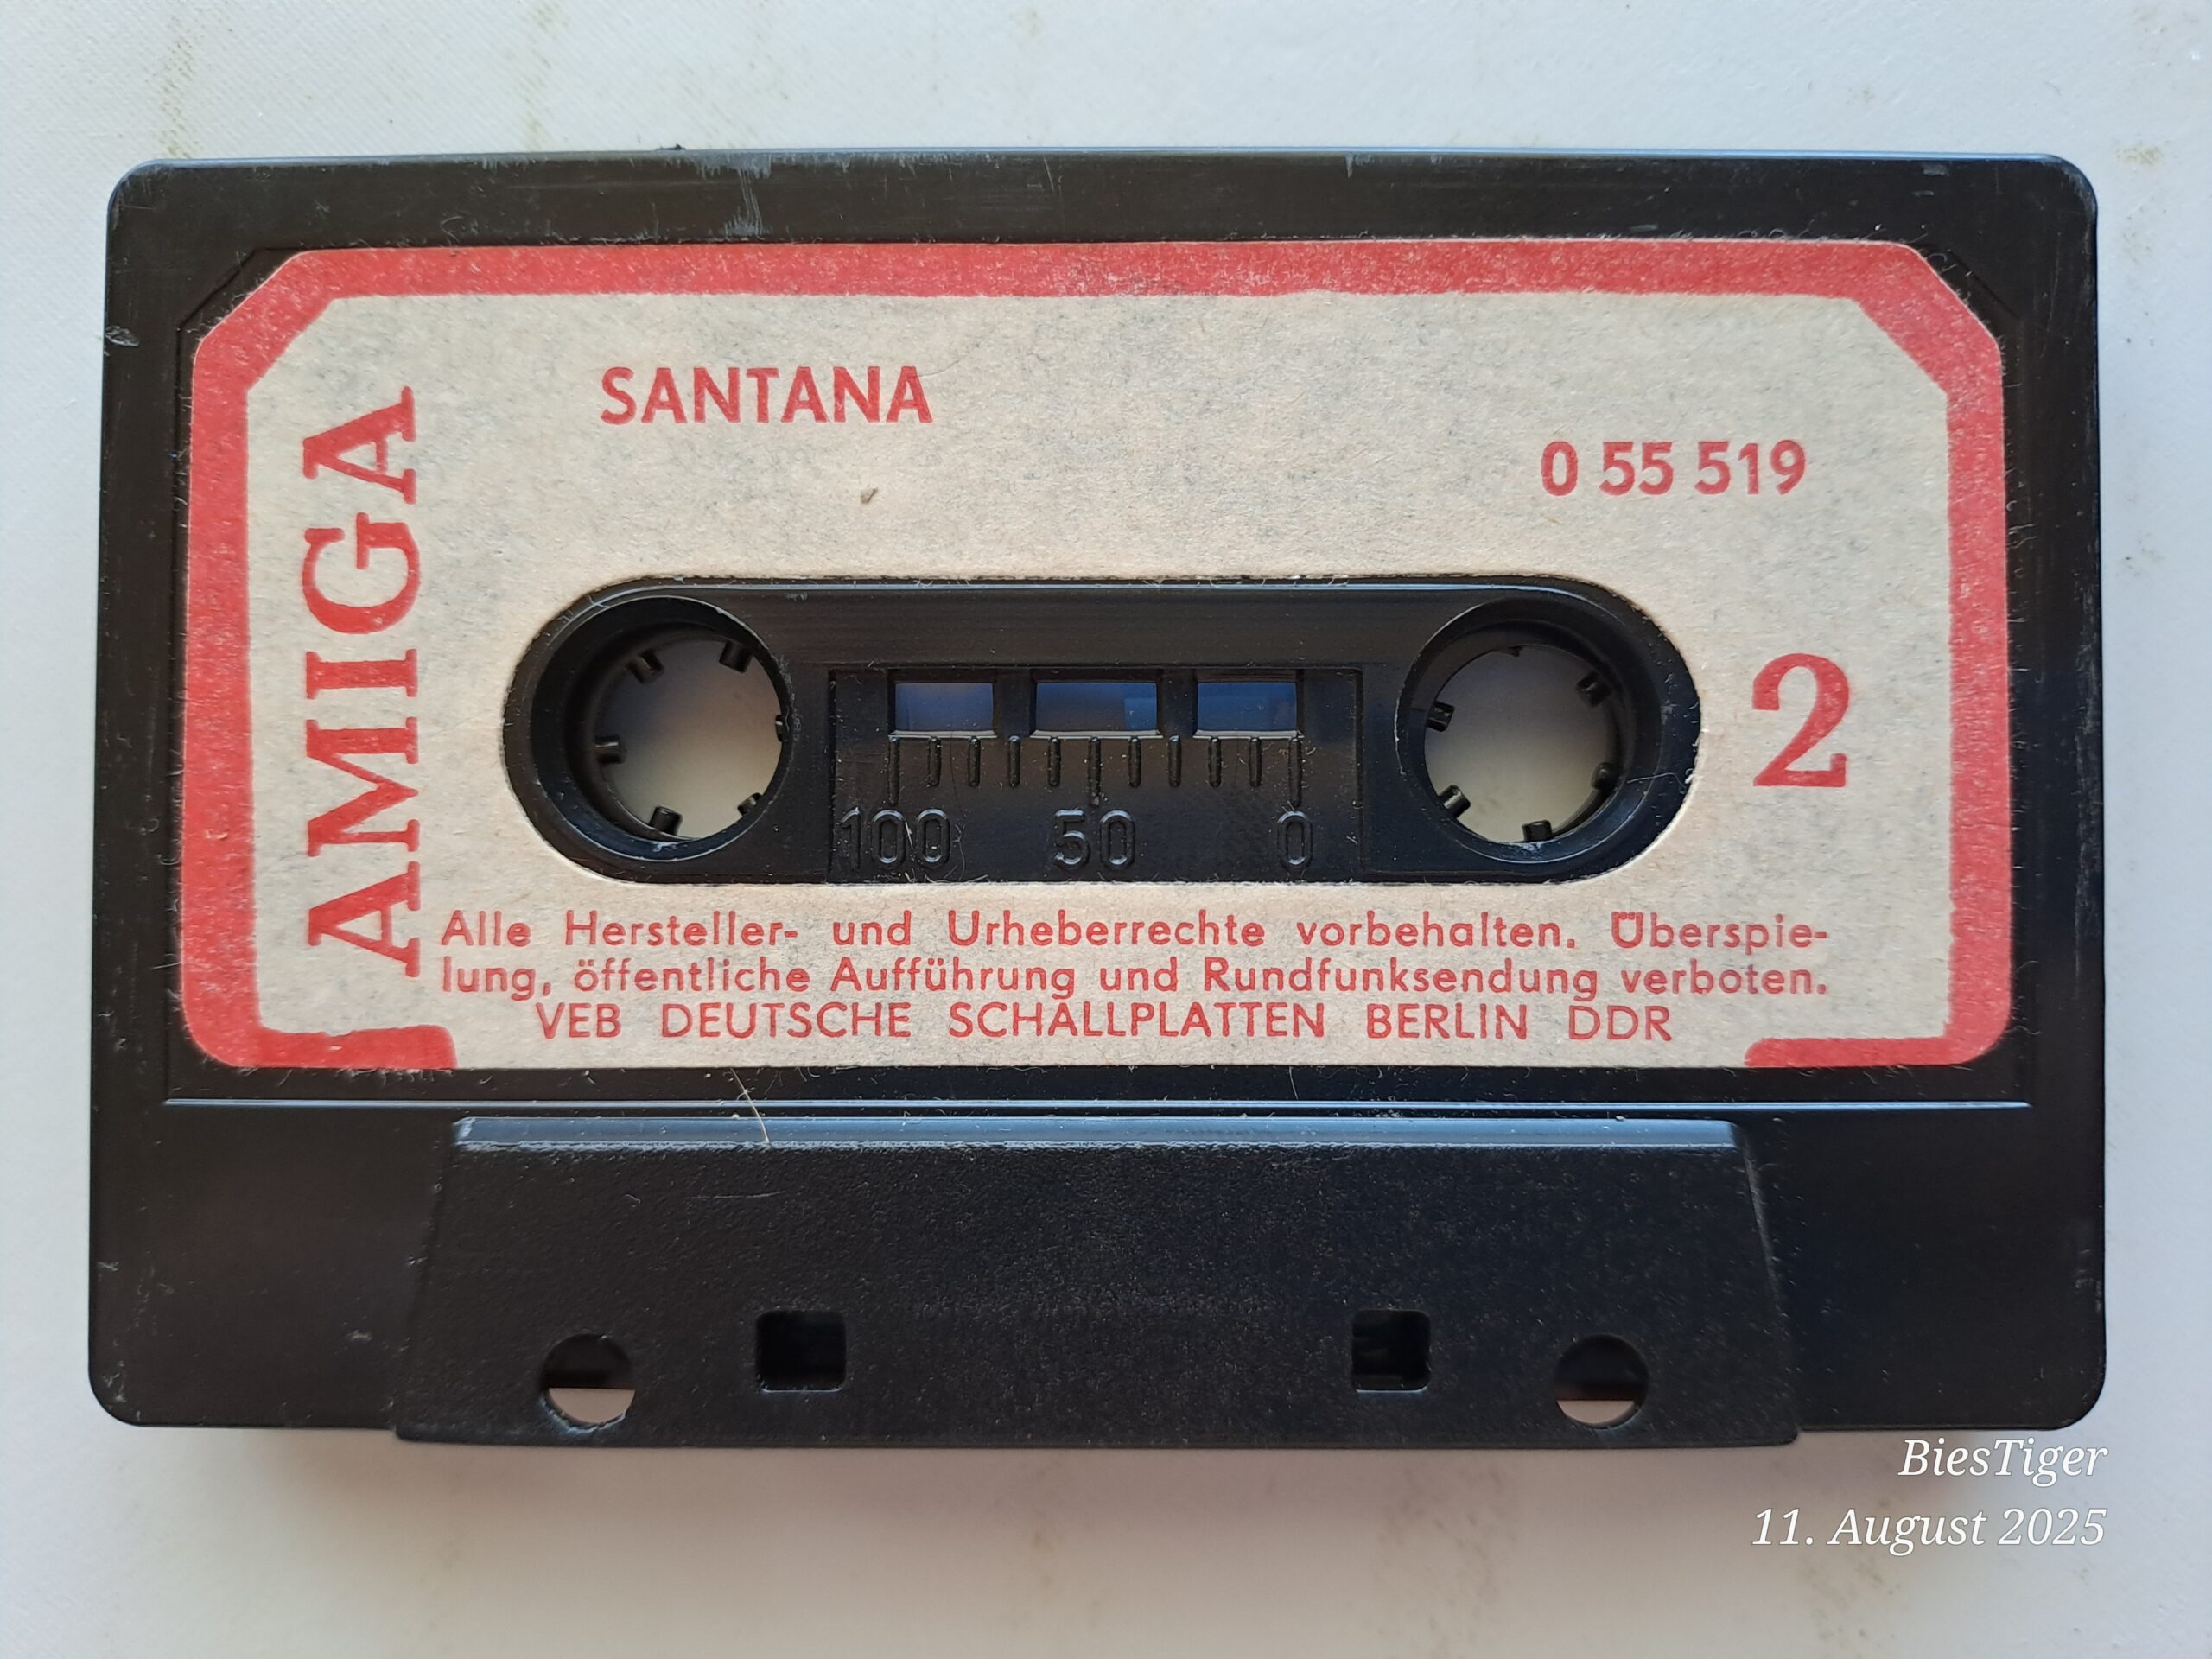 SANTANA
0 55 519
AMIGA
2
100 50 0
Alle Hersteller- und Urheberrechte vorbehalten. Überspie-
lung, öffentliche Aufführung und Rundfunksendung verboten.
VEB DEUTSCHE SCHALLPLATTEN BERLIN DDR
BiesTiger
11. August 2025